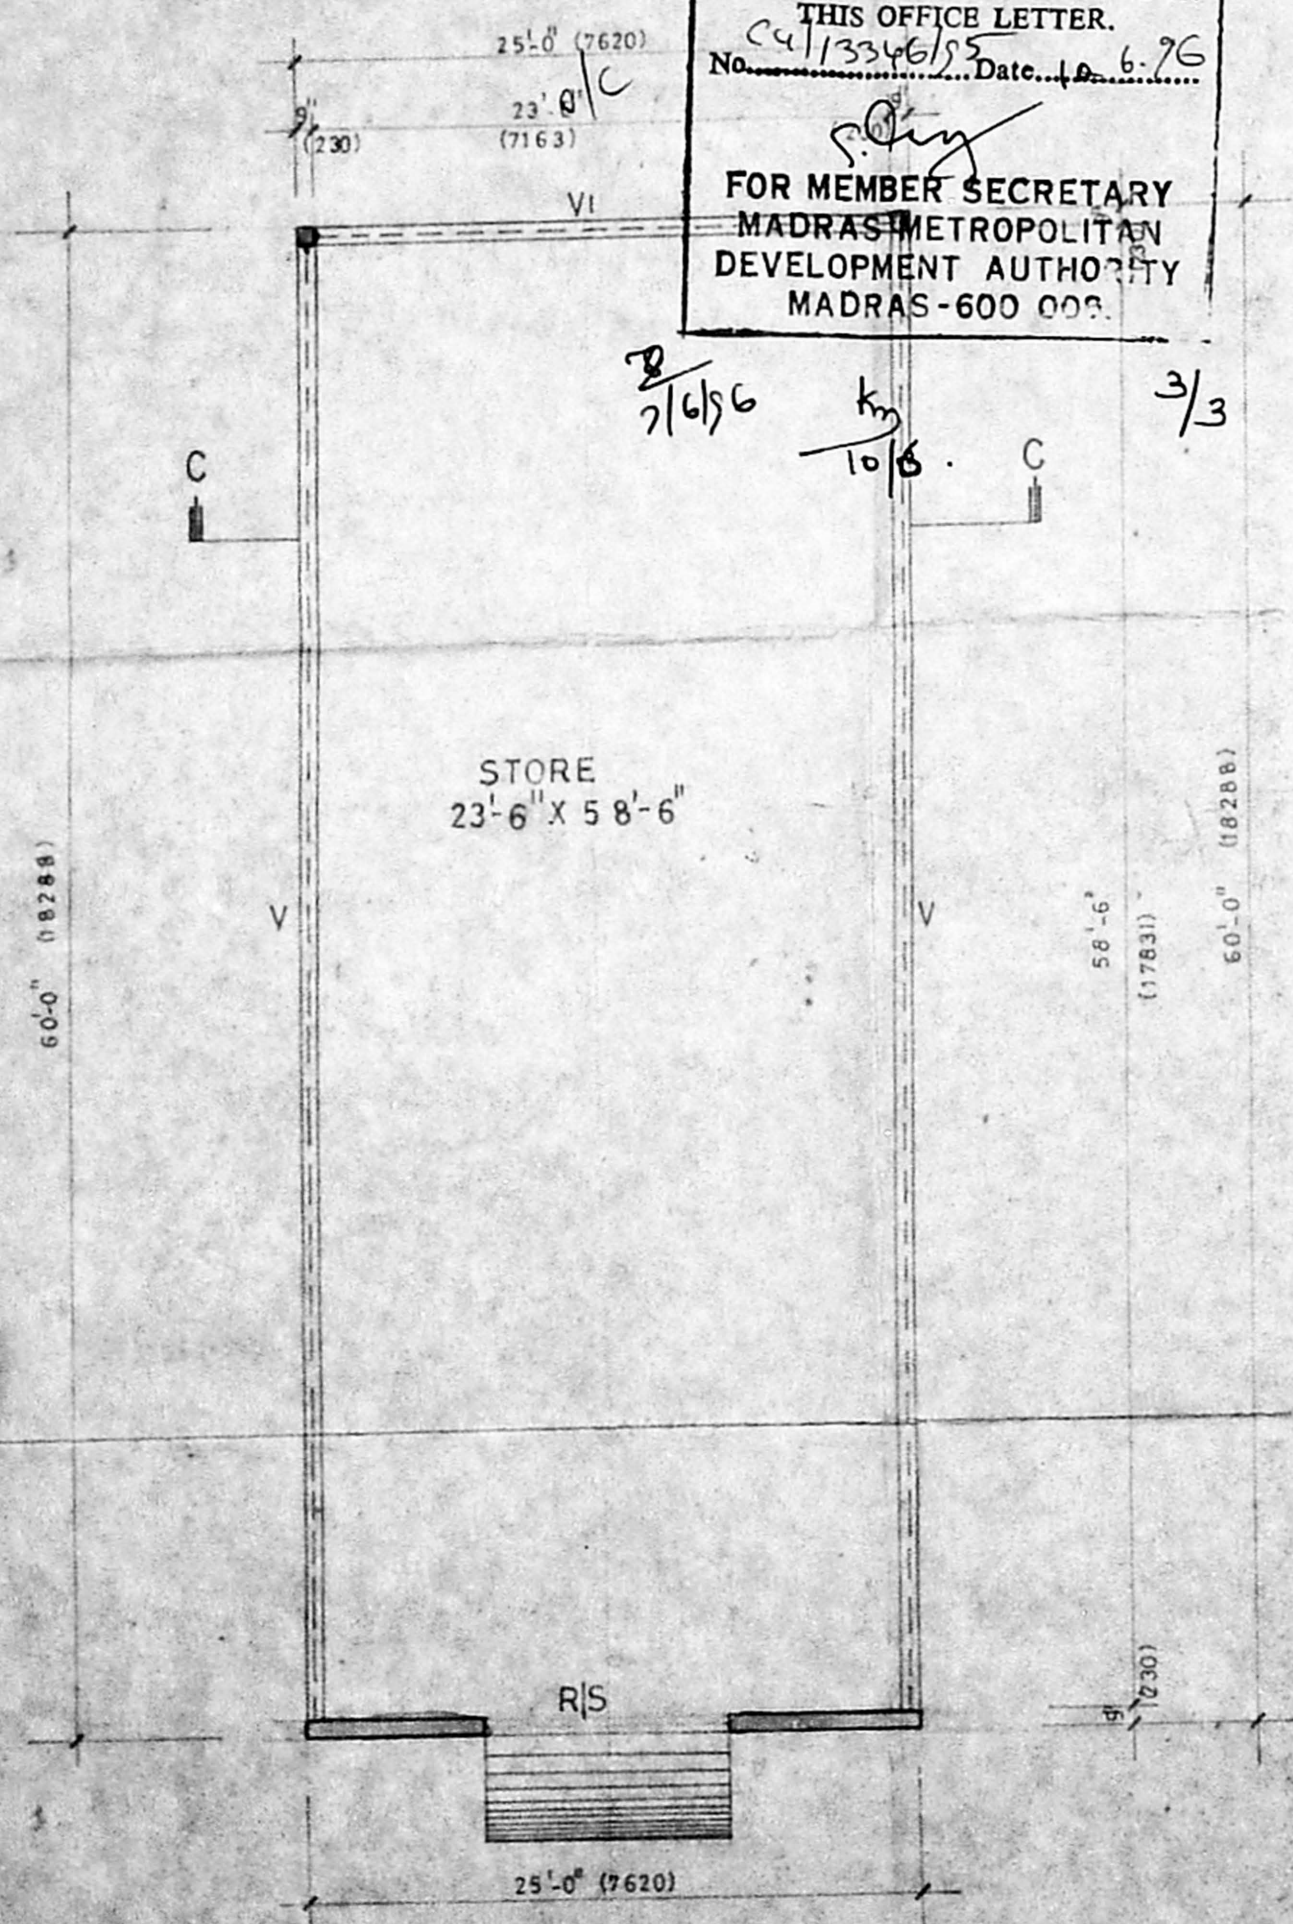 THIS OFFICE LETTER.
No. C4/13346/95 Date 10 6.96
FOR MEMBER SECRETARY
MADRAS METROPOLITAN
DEVELOPMENT AUTHORITY
MADRAS-600 008.
25'-0" (7620)
9"
23'-
(230)
(7163)
V1
7/6/96
10/6.
3/3
C
C
STORE
23'-6" X 58'-6"
V
V
60'-0" (18288)
58'-6"
(17831)
60'-0" (18288)
R/S
9"
(230)
25'-0" (7620)